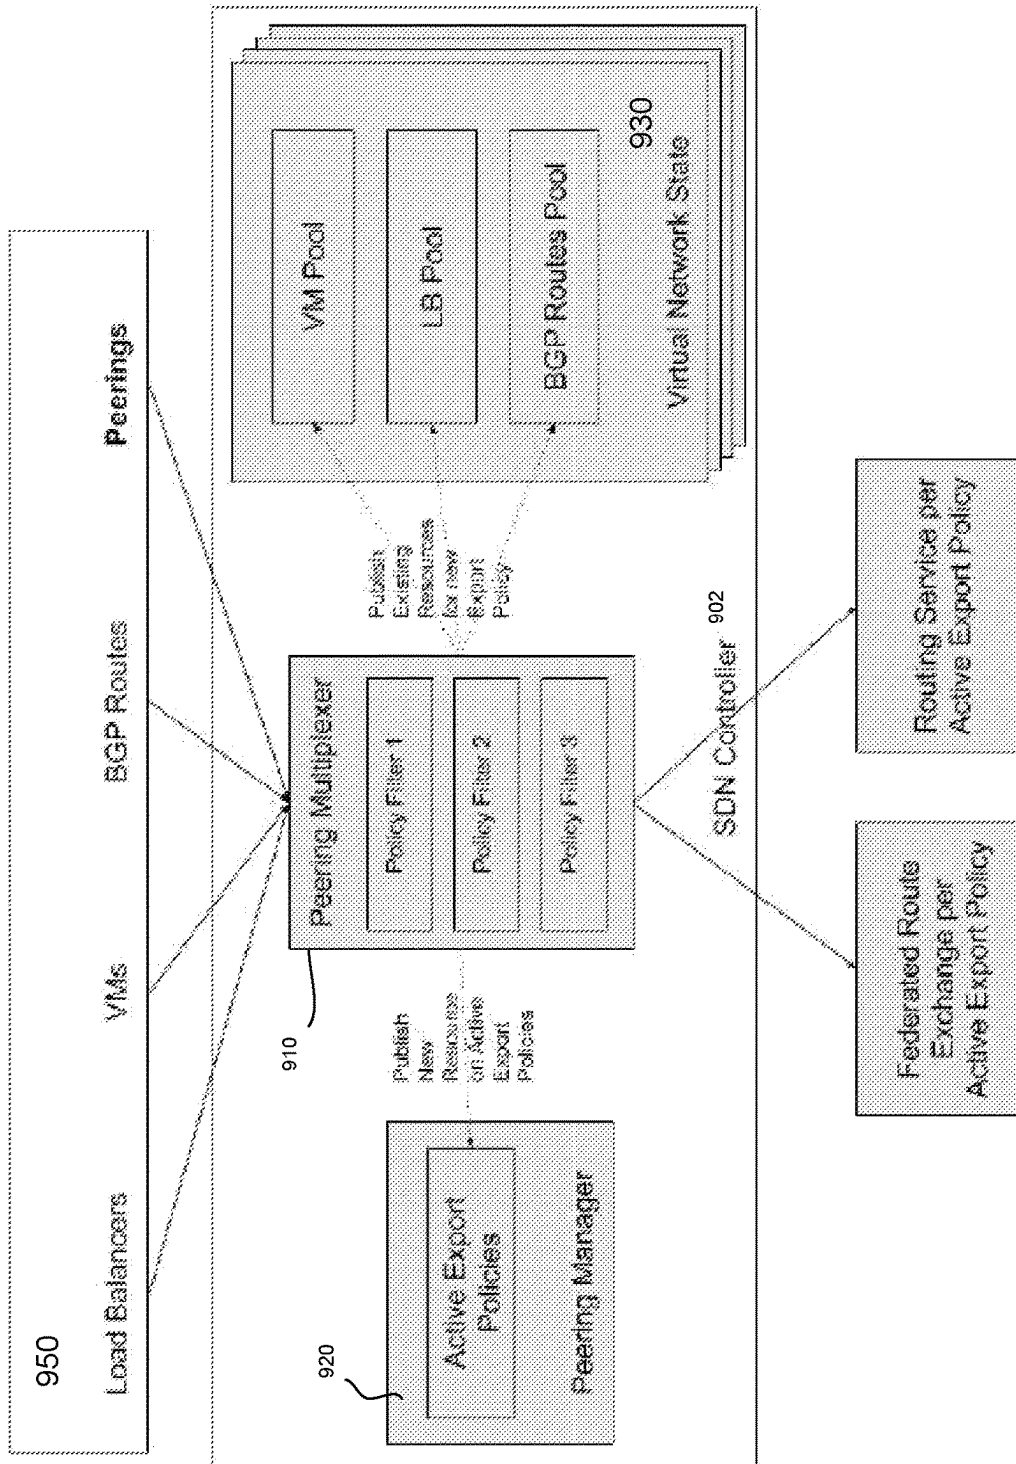 950
Load Balancers
VMs
BGP Routes
Peerings
920
Active Export
Policies
Peering Manager
Publish
New
Resource
on Active
Export
Policies
910
Peering Multiplexer
Policy Filter 1
Policy Filter 2
Policy Filter 3
Publish
Existing
Resources
for new
Export
Policy
VM Pool
LB Pool
BGP Routes Pool
930
Virtual Network State
SDN Controller
902
Federated Route
Exchange per
Active Export Policy
Routing Service per
Active Export Policy